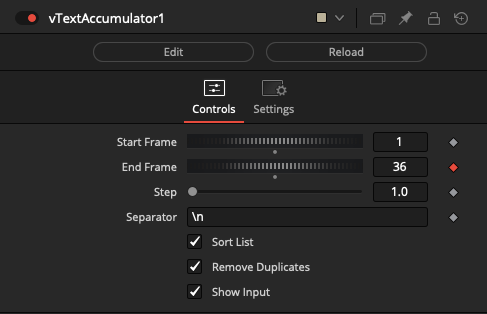 vTextAccumulator1
Edit Reload
Controls Settings
Start Frame 1
End Frame 36
Step 1.0
Separator \n
Sort List
Remove Duplicates
Show Input